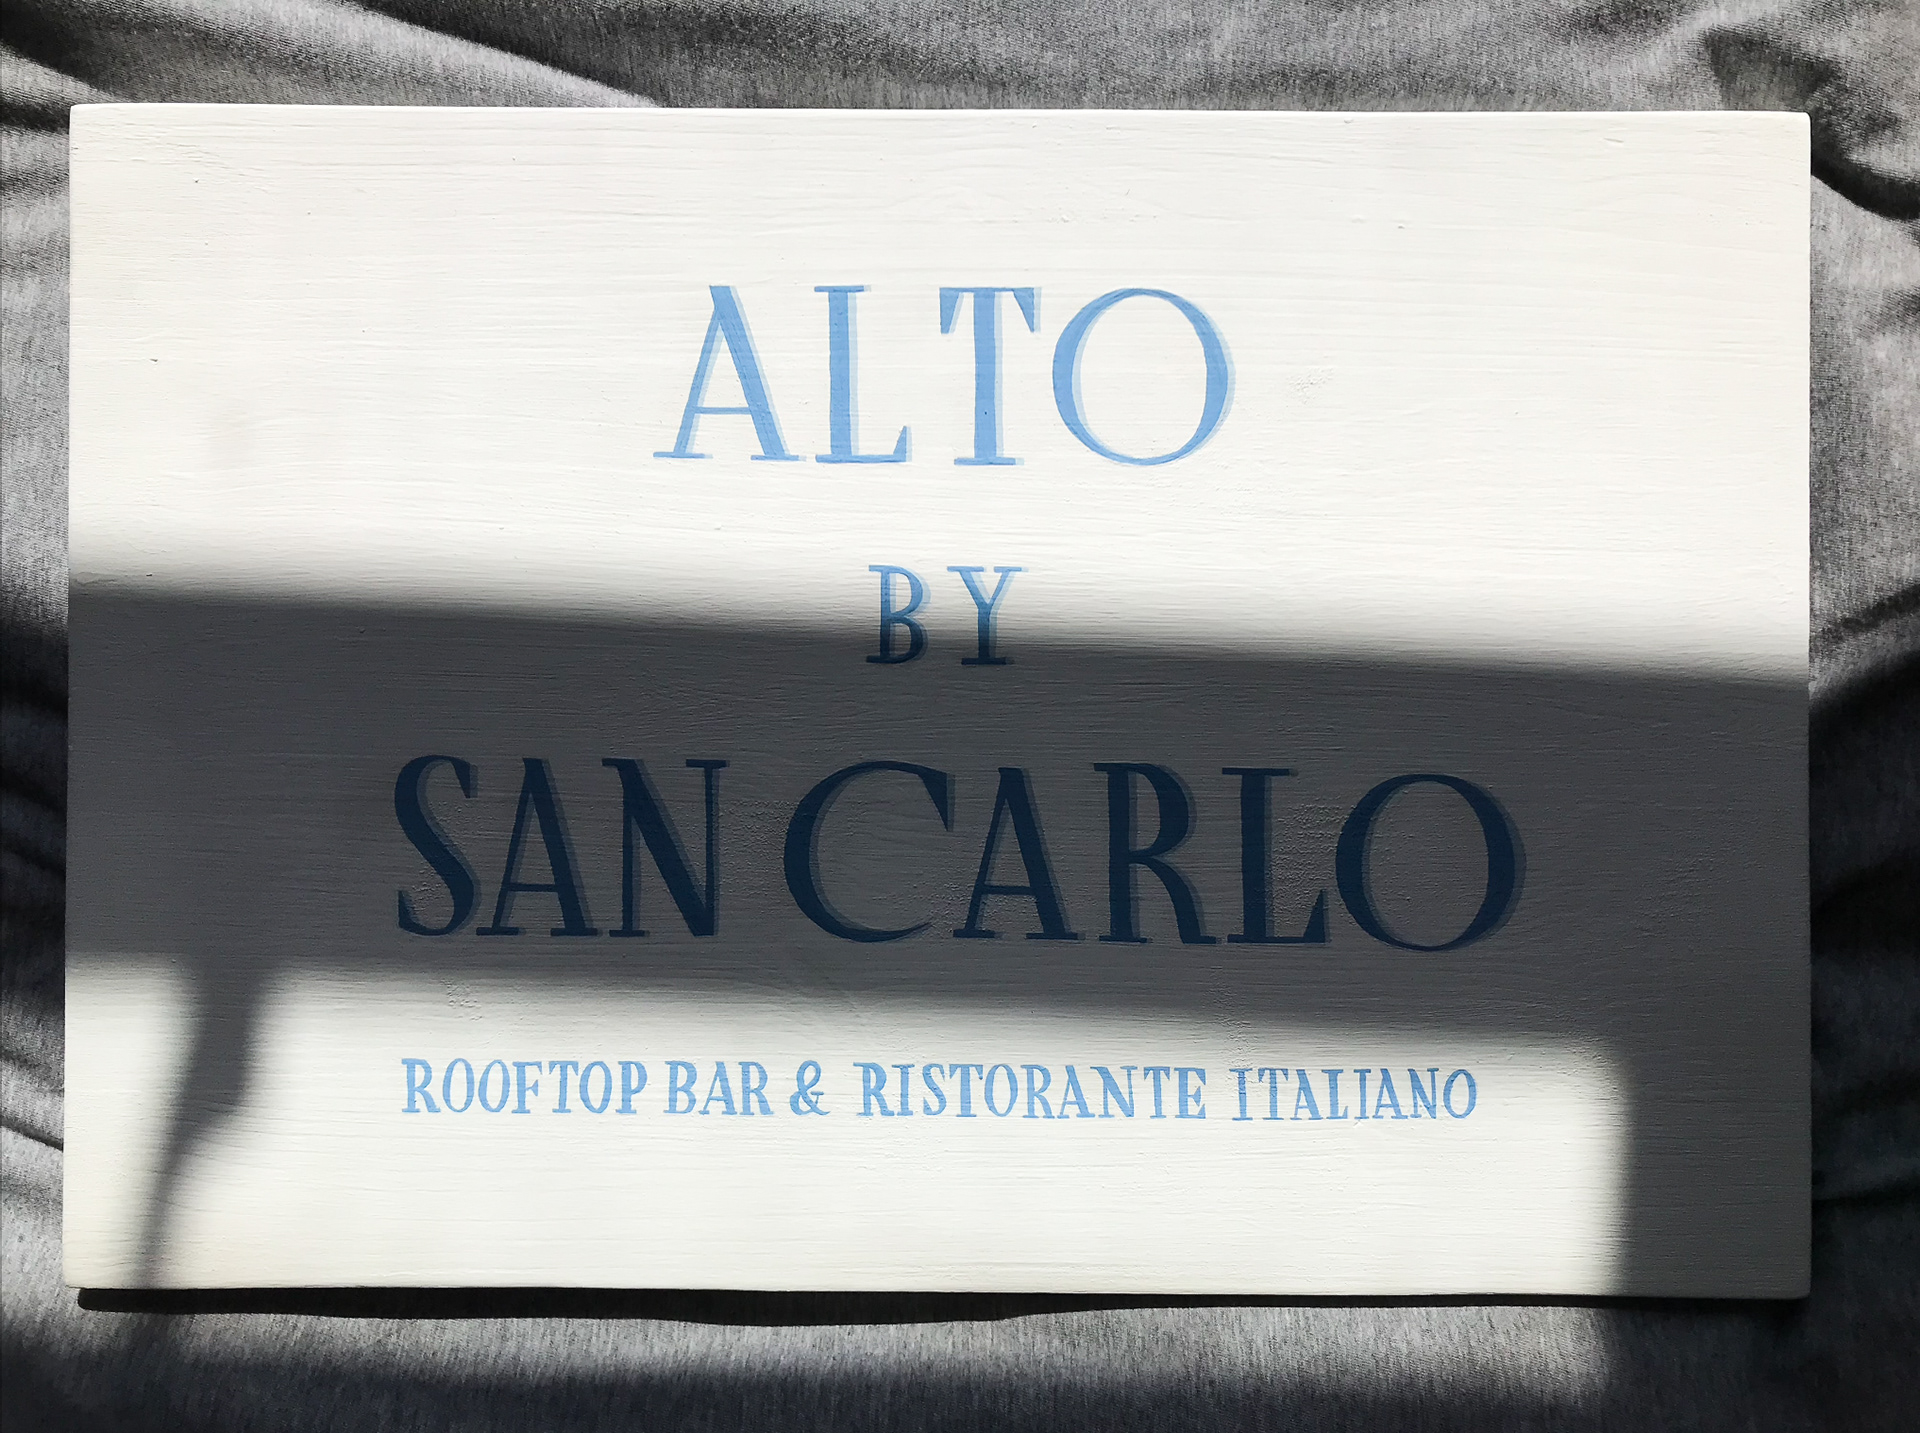 ALTO
BY
SAN CARLO
ROOFTOP BAR & RISTORANTE ITALIANO